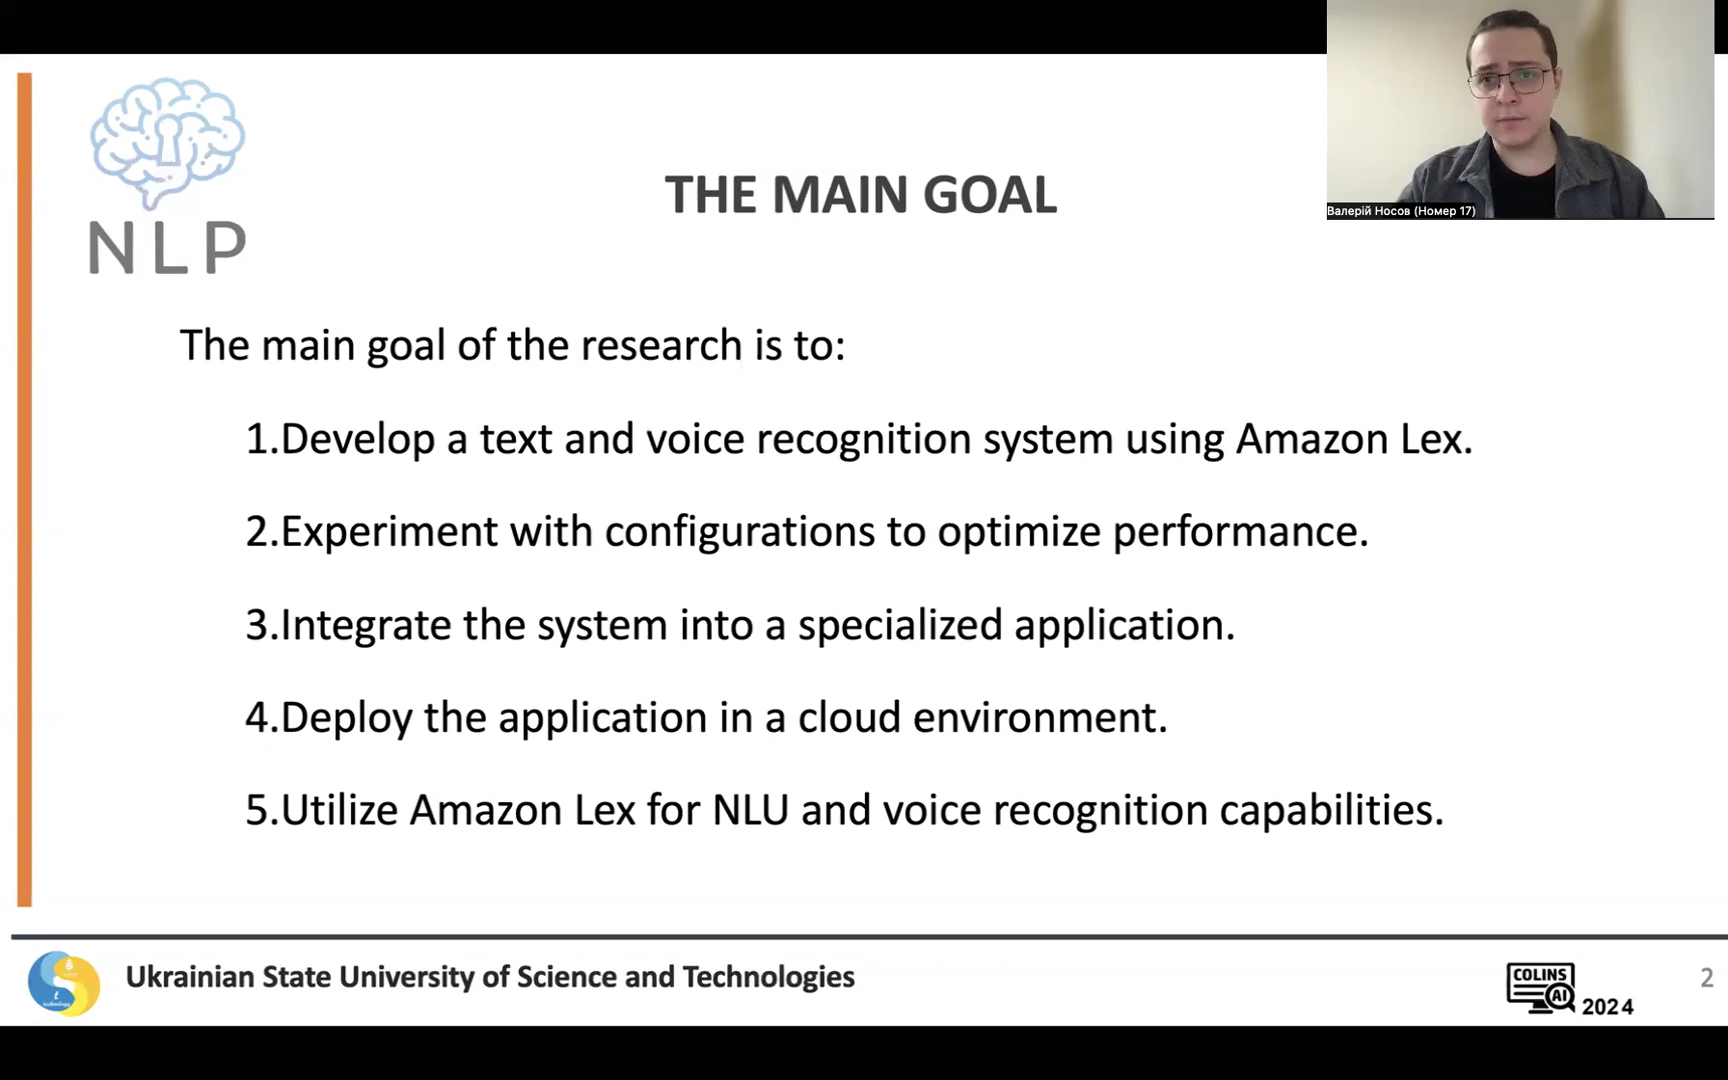 NLP
THE MAIN GOAL
Валерій Носов (Номер 17)
The main goal of the research is to:
1.Develop a text and voice recognition system using Amazon Lex.
2.Experiment with configurations to optimize performance.
3.Integrate the system into a specialized application.
4.Deploy the application in a cloud environment.
5.Utilize Amazon Lex for NLU and voice recognition capabilities.
Ukrainian State University of Science and Technologies
COLINS
AI
2024
2